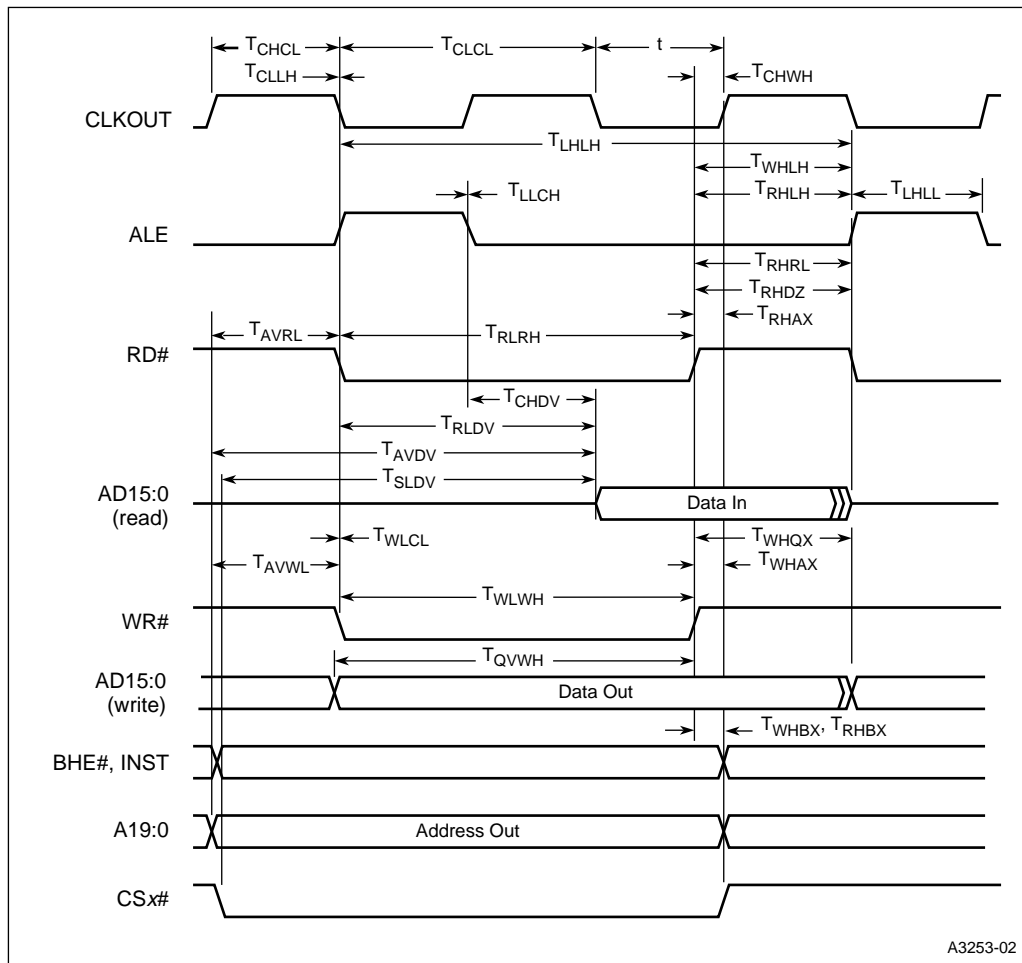 TCHCL TCLCL t
TCLLH TCHWH
CLKOUT
TLHLH
TWHLH
TLLCH TRHLH TLHLL
ALE
TRHRL
TRHDZ
TAVRL TRLRH TRHAX
RD#
TCHDV
TRLDV
TAVDV
TSLDV
AD15:0 Data In
(read)
TWLCL TWHQX
TAVWL TWHAX
TWLWH
WR#
TQVWH
AD15:0 Data Out
(write)
TWHBX, TRHBX
BHE#, INST
A19:0 Address Out
CSx#
A3253-02